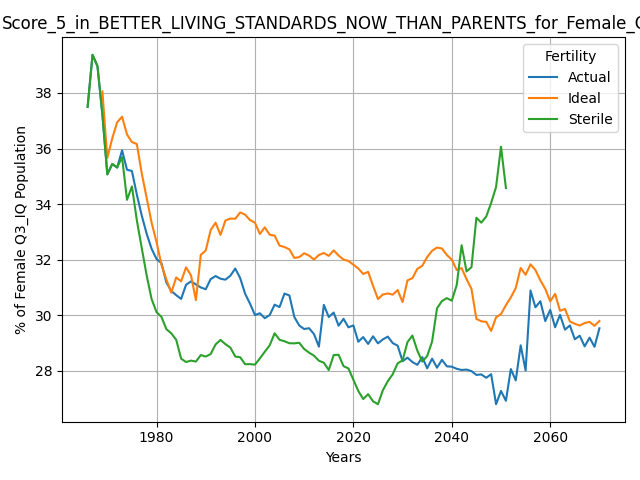 Score_5_in_BETTER_LIVING_STANDARDS_NOW_THAN_PARENTS_for_Female_
% of Female Q3_IQ Population
38
36
34
32
30
28
Fertility
Actual
Ideal
Sterile
1980
2000
2020
2040
2060
Years